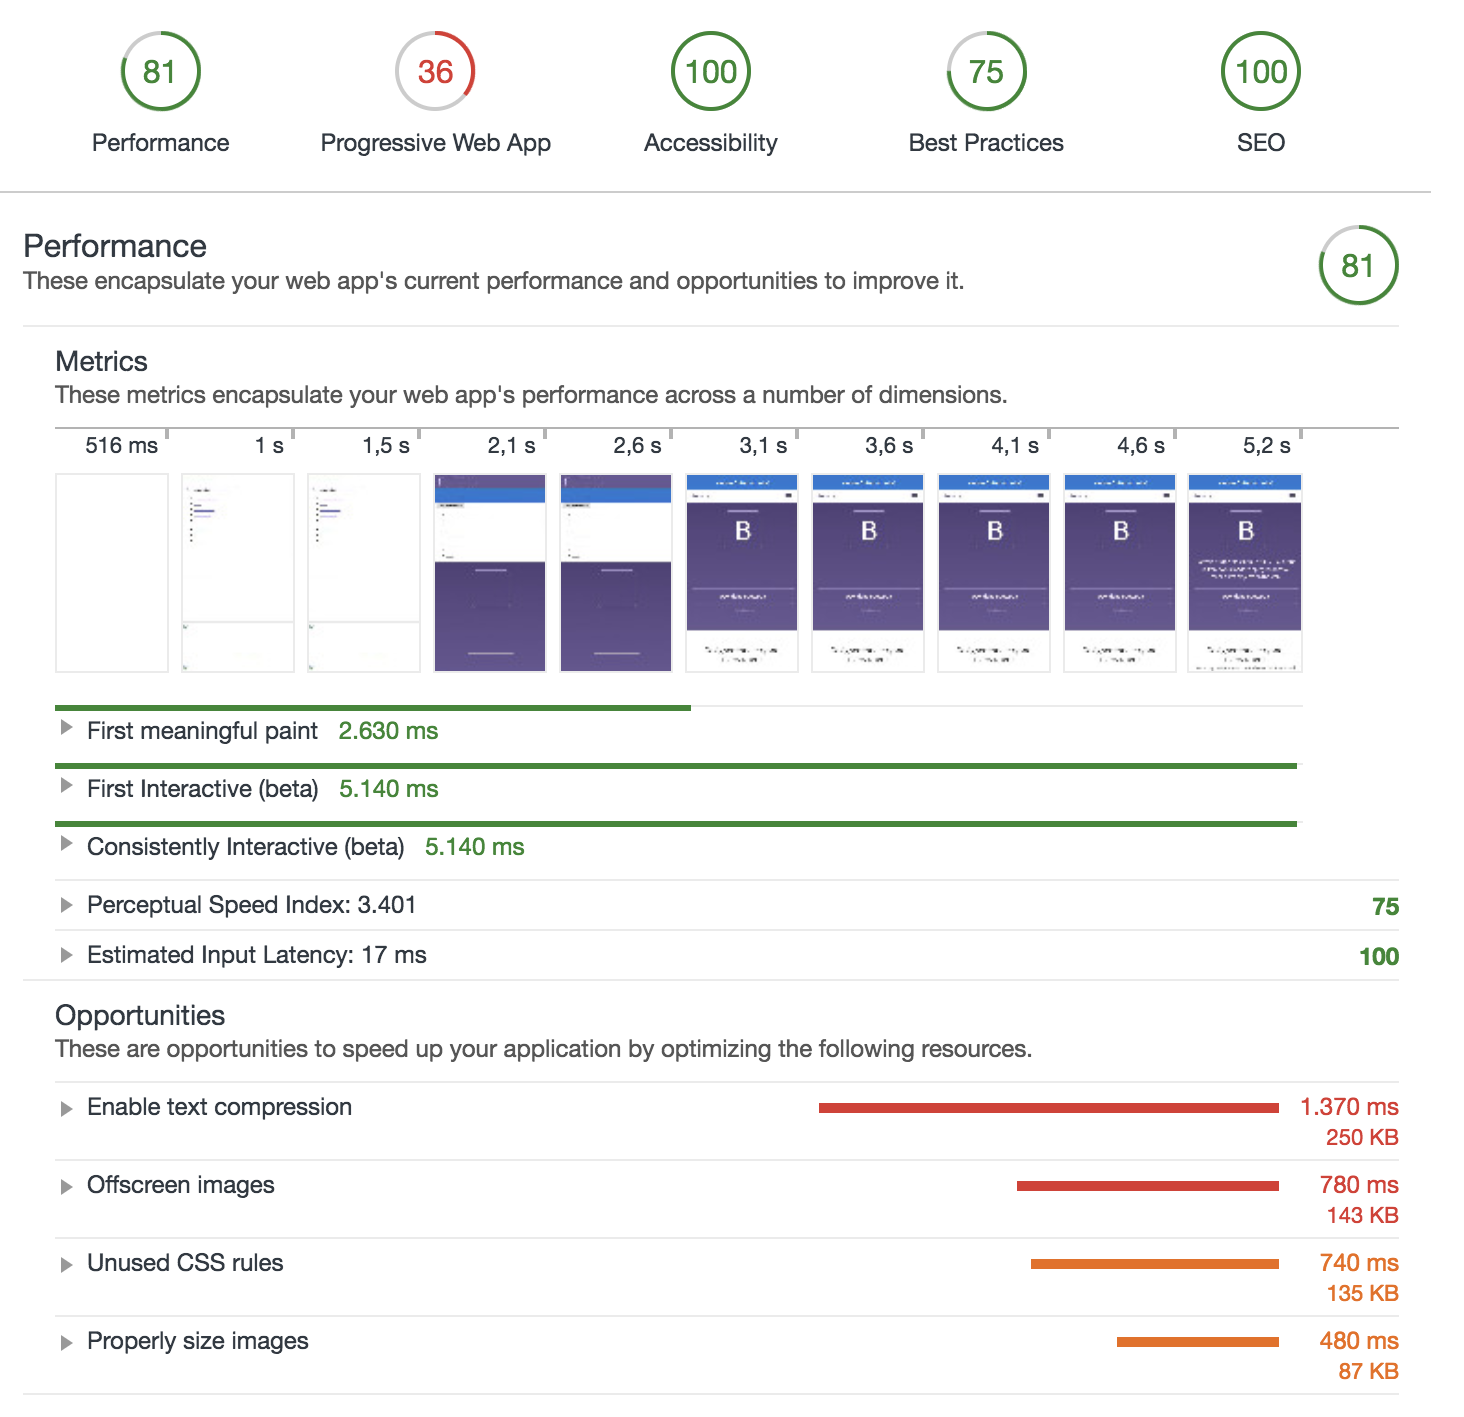 81 36 100 75 100
Performance Progressive Web App Accessibility Best Practices SEO
Performance
These encapsulate your web app's current performance and opportunities to improve it.
81
Metrics
These metrics encapsulate your web app's performance across a number of dimensions.
516 ms 1 s 1,5 s 2,1 s 2,6 s 3,1 s 3,6 s 4,1 s 4,6 s 5,2 s
B B B B B
First meaningful paint 2.630 ms
First Interactive (beta) 5.140 ms
Consistently Interactive (beta) 5.140 ms
Perceptual Speed Index: 3.401 75
Estimated Input Latency: 17 ms 100
Opportunities
These are opportunities to speed up your application by optimizing the following resources.
Enable text compression 1.370 ms
250 KB
Offscreen images 780 ms
143 KB
Unused CSS rules 740 ms
135 KB
Properly size images 480 ms
87 KB